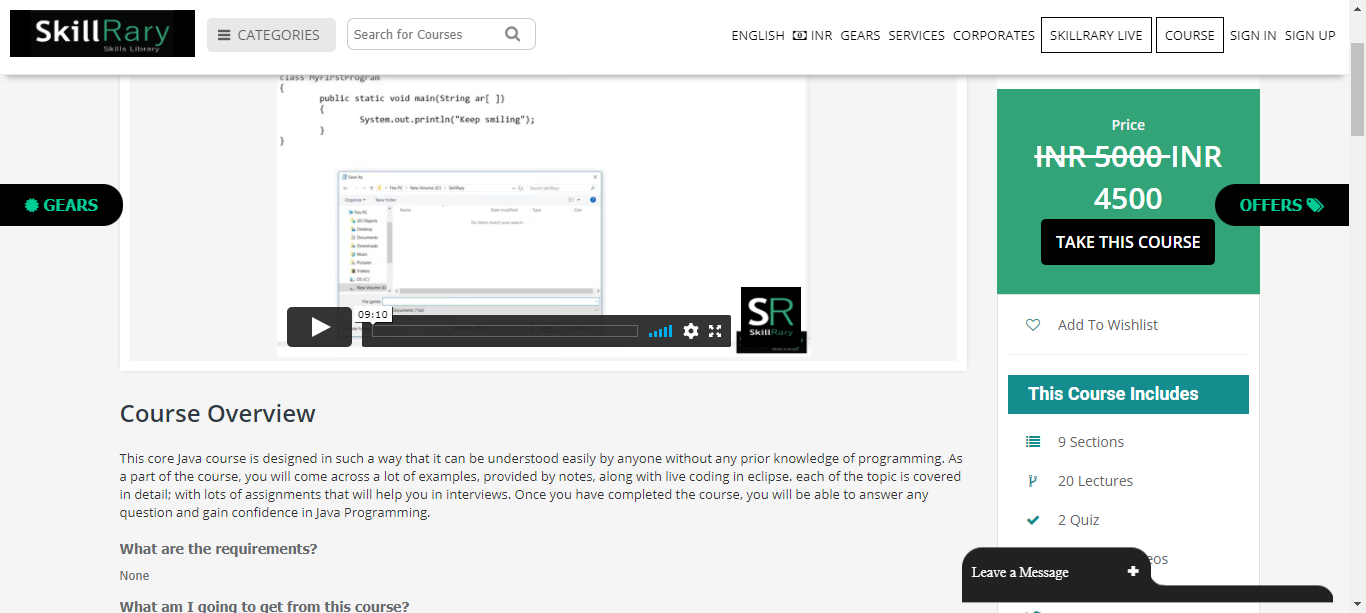 SkillRary
Skills Library
CATEGORIES
Search for Courses
ENGLISH INR GEARS SERVICES CORPORATES SKILLRARY LIVE COURSE SIGN IN SIGN UP
class MyFirstProgram
{
public static void main(String ar[ ])
{
System.out.println("Keep smiling");
}
}
Save As
This PC > New Volume (D:) > SkillRary
Search SkillRary
Organize New folder
Name Date modified Type Size
No items match your search.
This PC
3D Objects
Desktop
Documents
Downloads
Music
Pictures
Videos
OS (C:)
New Volume (D
File name:
09:10
SR
SkillRary
GEARS
Price
INR 5000 INR
4500
TAKE THIS COURSE
OFFERS
Add To Wishlist
This Course Includes
9 Sections
20 Lectures
2 Quiz
eos
Leave a Message
Course Overview
This core Java course is designed in such a way that it can be understood easily by anyone without any prior knowledge of programming. As
a part of the course, you will come across a lot of examples, provided by notes, along with live coding in eclipse. each of the topic is covered
in detail; with lots of assignments that will help you in interviews. Once you have completed the course, you will be able to answer any
question and gain confidence in Java Programming.
What are the requirements?
None
What am I going to get from this course?